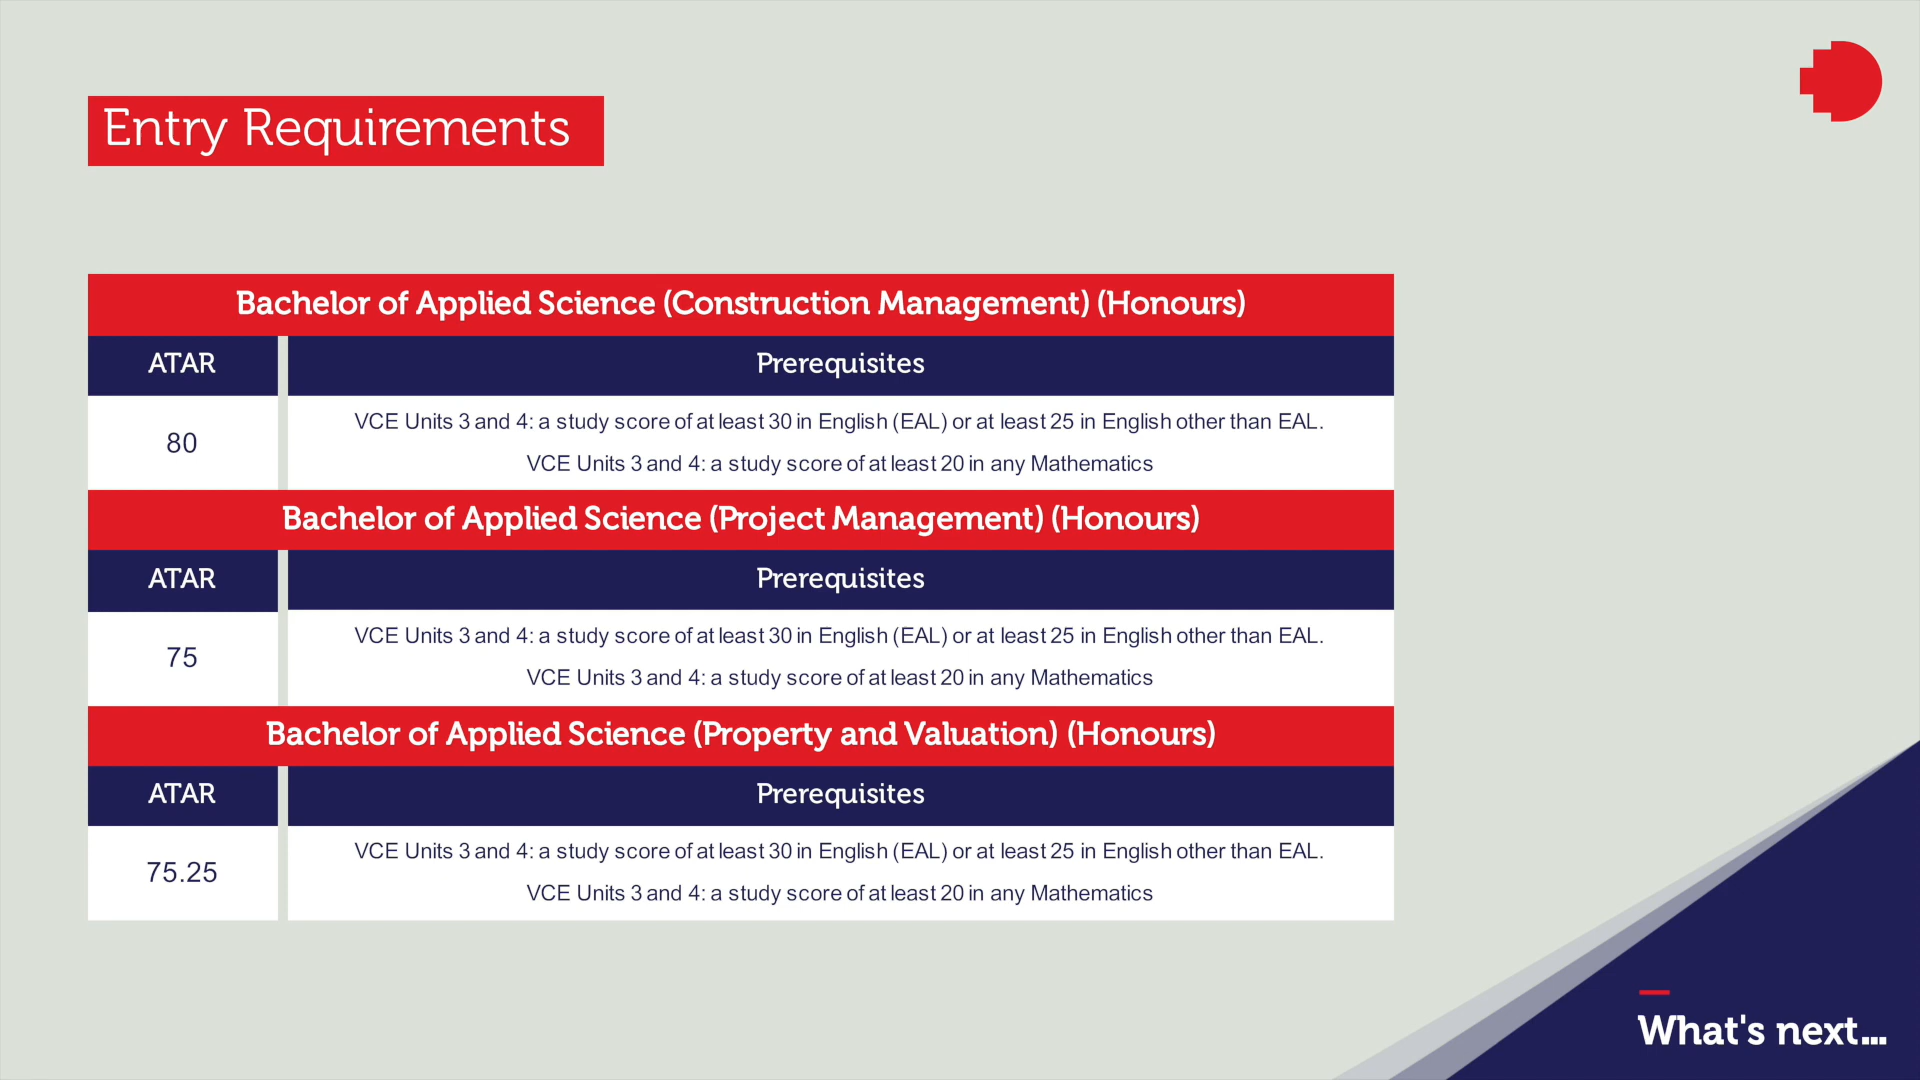 Entry Requirements
Bachelor of Applied Science (Construction Management) (Honours)
ATAR Prerequisites
80
VCE Units 3 and 4: a study score of at least 30 in English (EAL) or at least 25 in English other than EAL.
VCE Units 3 and 4: a study score of at least 20 in any Mathematics
Bachelor of Applied Science (Project Management) (Honours)
ATAR Prerequisites
75
VCE Units 3 and 4: a study score of at least 30 in English (EAL) or at least 25 in English other than EAL.
VCE Units 3 and 4: a study score of at least 20 in any Mathematics
Bachelor of Applied Science (Property and Valuation) (Honours)
ATAR Prerequisites
75.25
VCE Units 3 and 4: a study score of at least 30 in English (EAL) or at least 25 in English other than EAL.
VCE Units 3 and 4: a study score of at least 20 in any Mathematics
What's next...